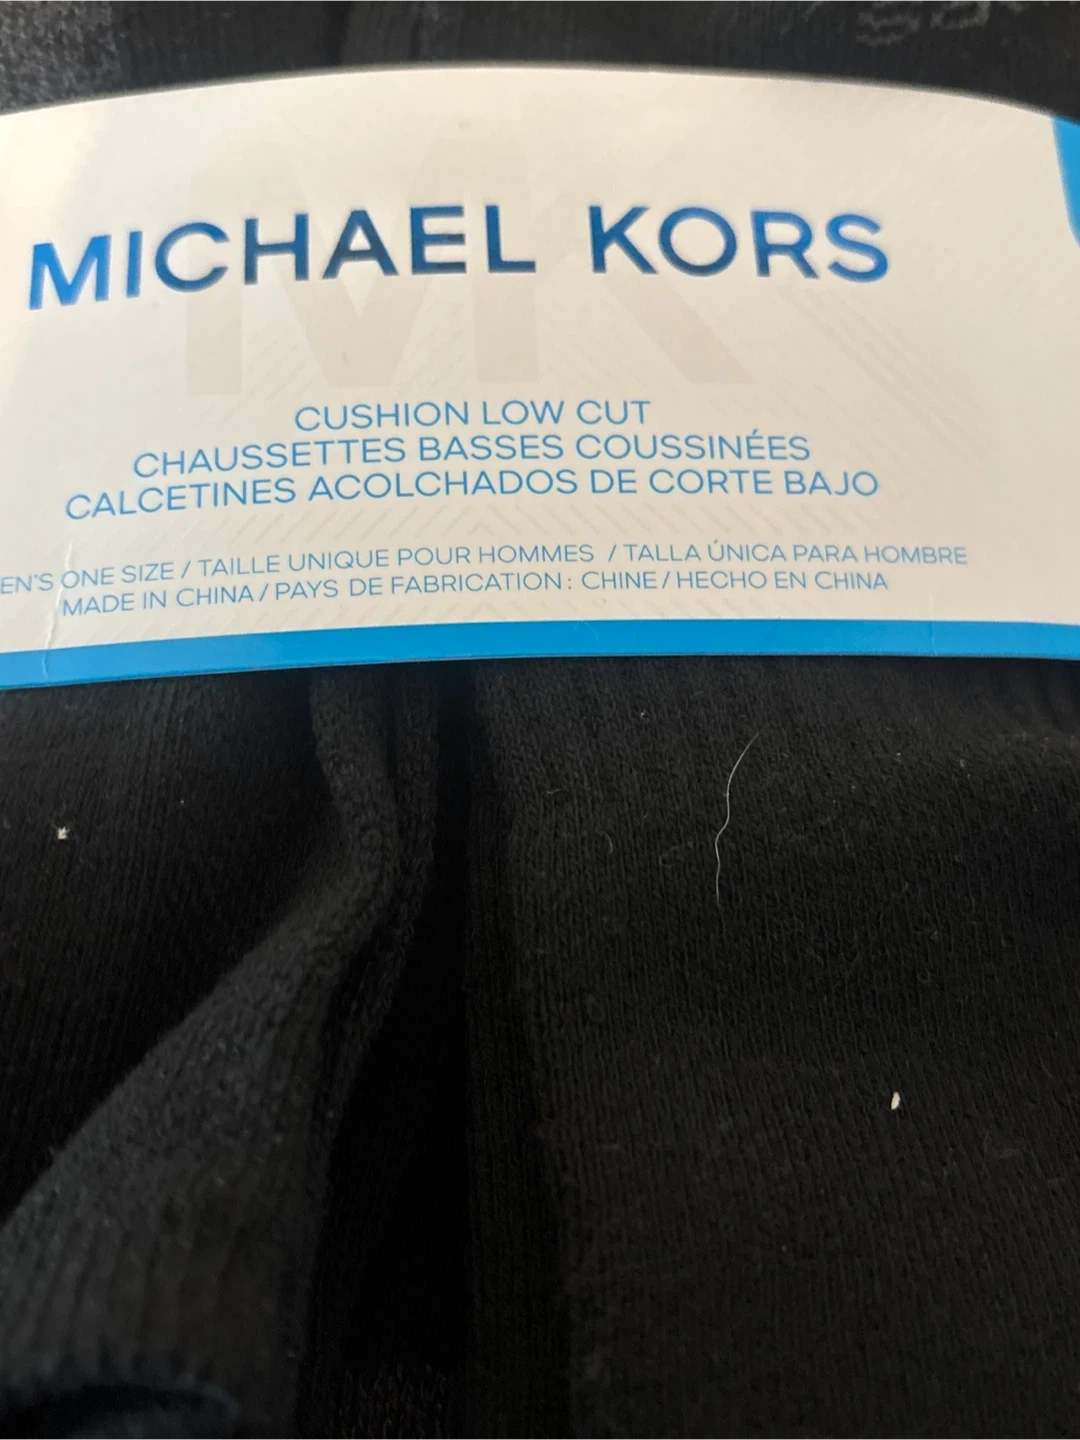 MICHAEL KORS
CUSHION LOW CUT
CHAUSSETTES BASSES COUSSINÉES
CALCETINES ACOLCHADOS DE CORTE BAJO
EN'S ONE SIZE / TAILLE UNIQUE POUR HOMMES / TALLA ÚNICA PARA HOMBRE
MADE IN CHINA / PAYS DE FABRICATION : CHINE / HECHO EN CHINA